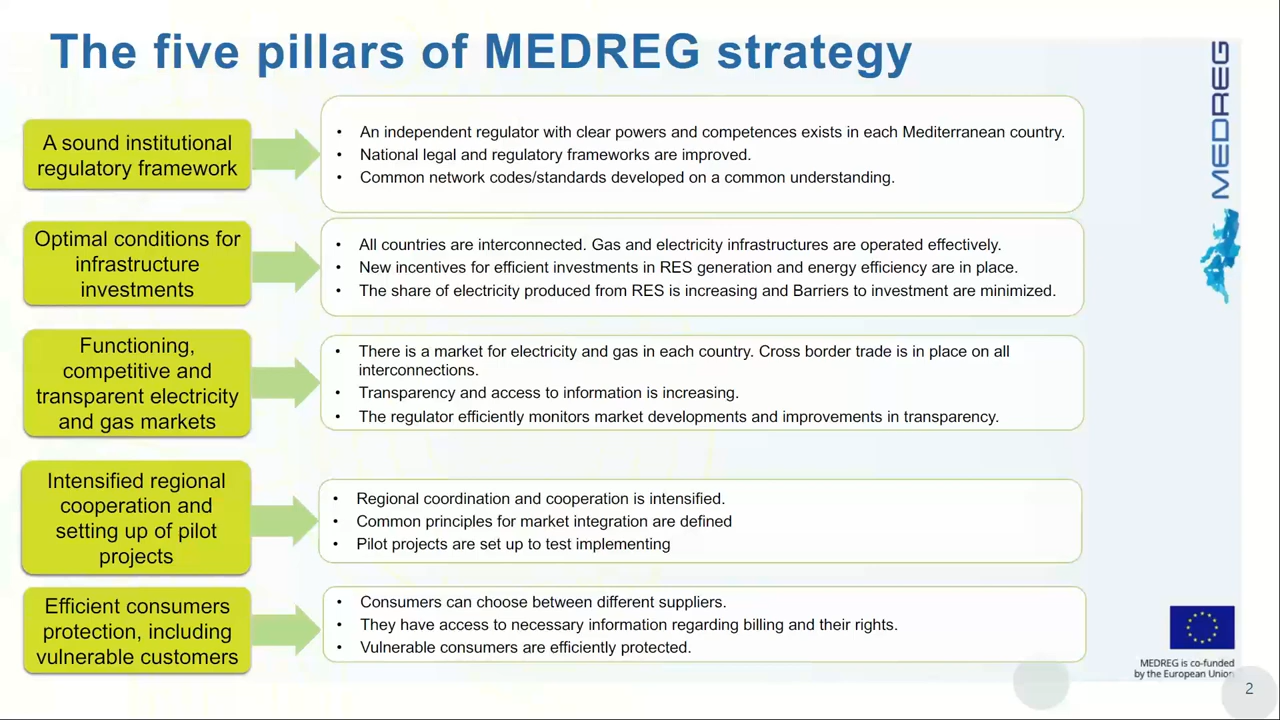 The five pillars of MEDREG strategy
A sound institutional
regulatory framework
• An independent regulator with clear powers and competences exists in each Mediterranean country.
• National legal and regulatory frameworks are improved.
• Common network codes/standards developed on a common understanding.
Optimal conditions for
infrastructure
investments
• All countries are interconnected. Gas and electricity infrastructures are operated effectively.
• New incentives for efficient investments in RES generation and energy efficiency are in place.
• The share of electricity produced from RES is increasing and Barriers to investment are minimized.
Functioning,
competitive and
transparent electricity
and gas markets
• There is a market for electricity and gas in each country. Cross border trade is in place on all
interconnections.
• Transparency and access to information is increasing.
• The regulator efficiently monitors market developments and improvements in transparency.
Intensified regional
cooperation and
setting up of pilot
projects
• Regional coordination and cooperation is intensified.
• Common principles for market integration are defined
• Pilot projects are set up to test implementing
Efficient consumers
protection, including
vulnerable customers
• Consumers can choose between different suppliers.
• They have access to necessary information regarding billing and their rights.
• Vulnerable consumers are efficiently protected.
MEDREG
MEDREG is co-funded
by the European Union
2